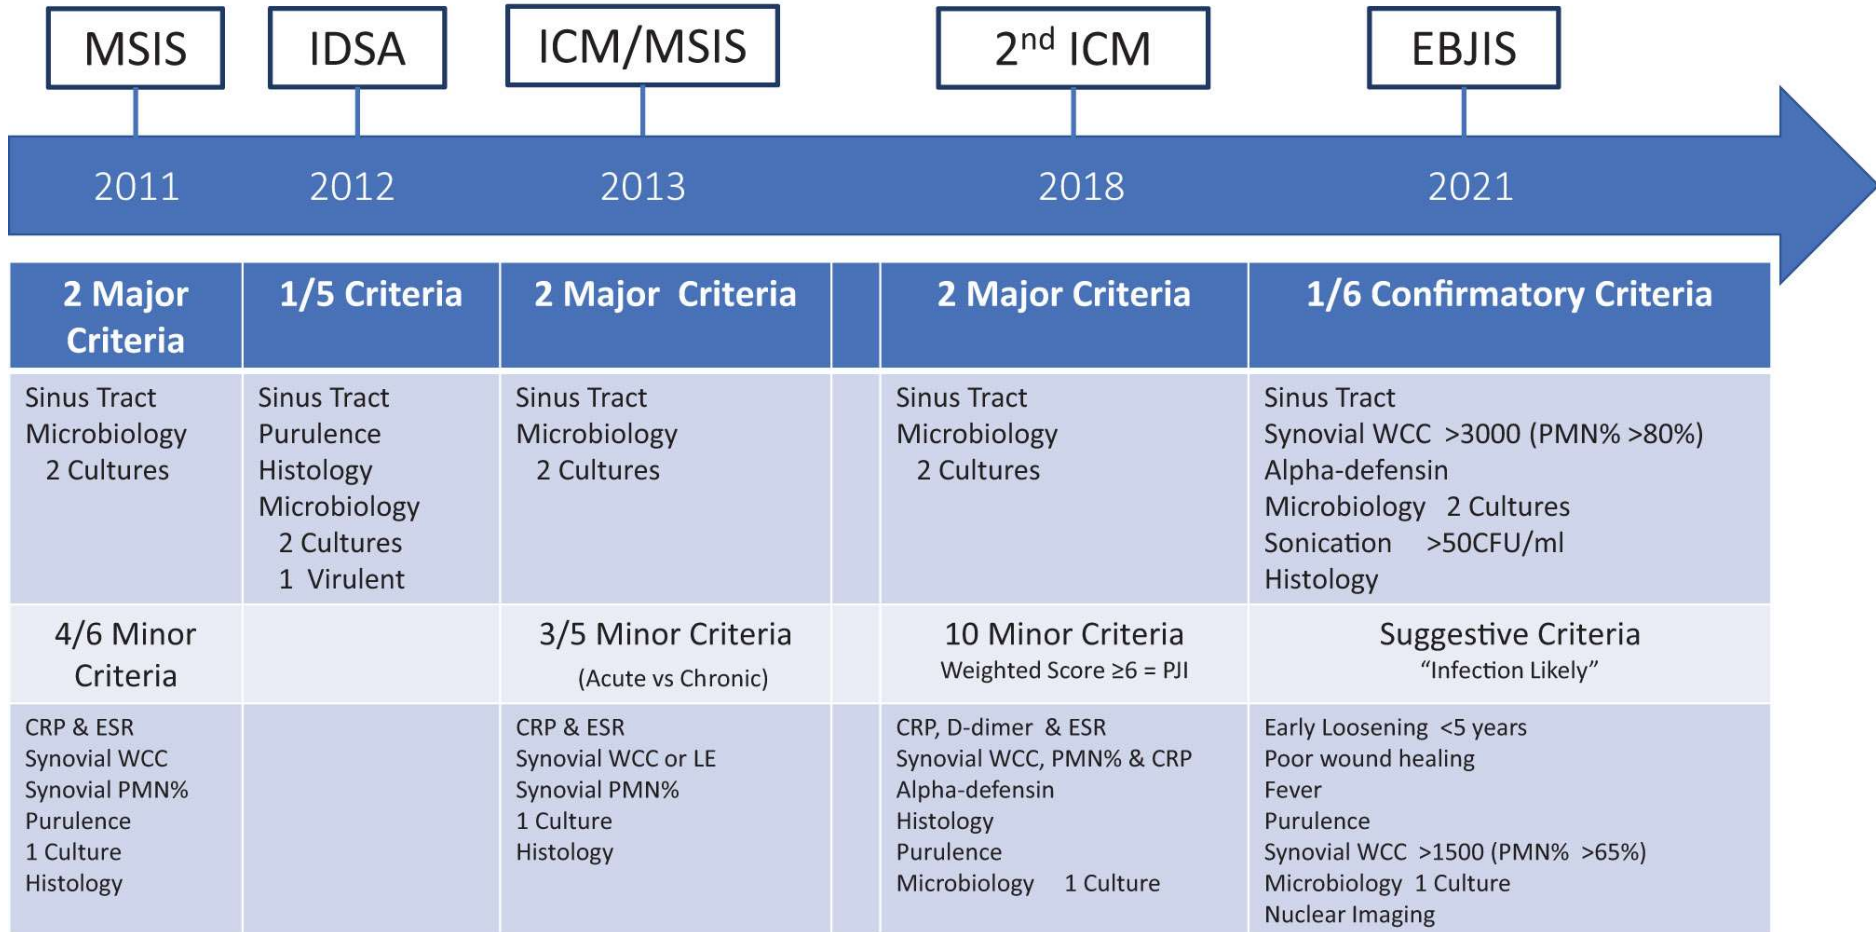 MSIS
IDSA
ICM/MSIS
2nd ICM
EBJIS
2011
2012
2013
2018
2021
2 Major
Criteria
1/5 Criteria
2 Major Criteria
2 Major Criteria
1/6 Confirmatory Criteria
Sinus Tract
Microbiology
2 Cultures
Sinus Tract
Purulence
Histology
Microbiology
2 Cultures
1 Virulent
Sinus Tract
Microbiology
2 Cultures
Sinus Tract
Microbiology
2 Cultures
Sinus Tract
Synovial WCC >3000 (PMN% >80%)
Alpha-defensin
Microbiology 2 Cultures
Sonication >50CFU/ml
Histology
4/6 Minor
Criteria
3/5 Minor Criteria
(Acute vs Chronic)
10 Minor Criteria
Weighted Score ≥6 = PJI
Suggestive Criteria
“Infection Likely”
CRP & ESR
Synovial WCC
Synovial PMN%
Purulence
1 Culture
Histology
CRP & ESR
Synovial WCC or LE
Synovial PMN%
1 Culture
Histology
CRP, D-dimer & ESR
Synovial WCC, PMN% & CRP
Alpha-defensin
Histology
Purulence
Microbiology 1 Culture
Early Loosening <5 years
Poor wound healing
Fever
Purulence
Synovial WCC >1500 (PMN% >65%)
Microbiology 1 Culture
Nuclear Imaging